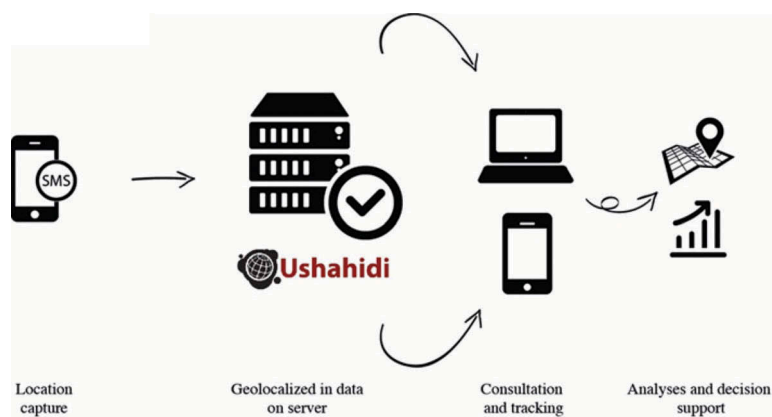 SMS
Ushahidi
Location
capture
Geolocalized in data
on server
Consultation
and tracking
Analyses and decision
support